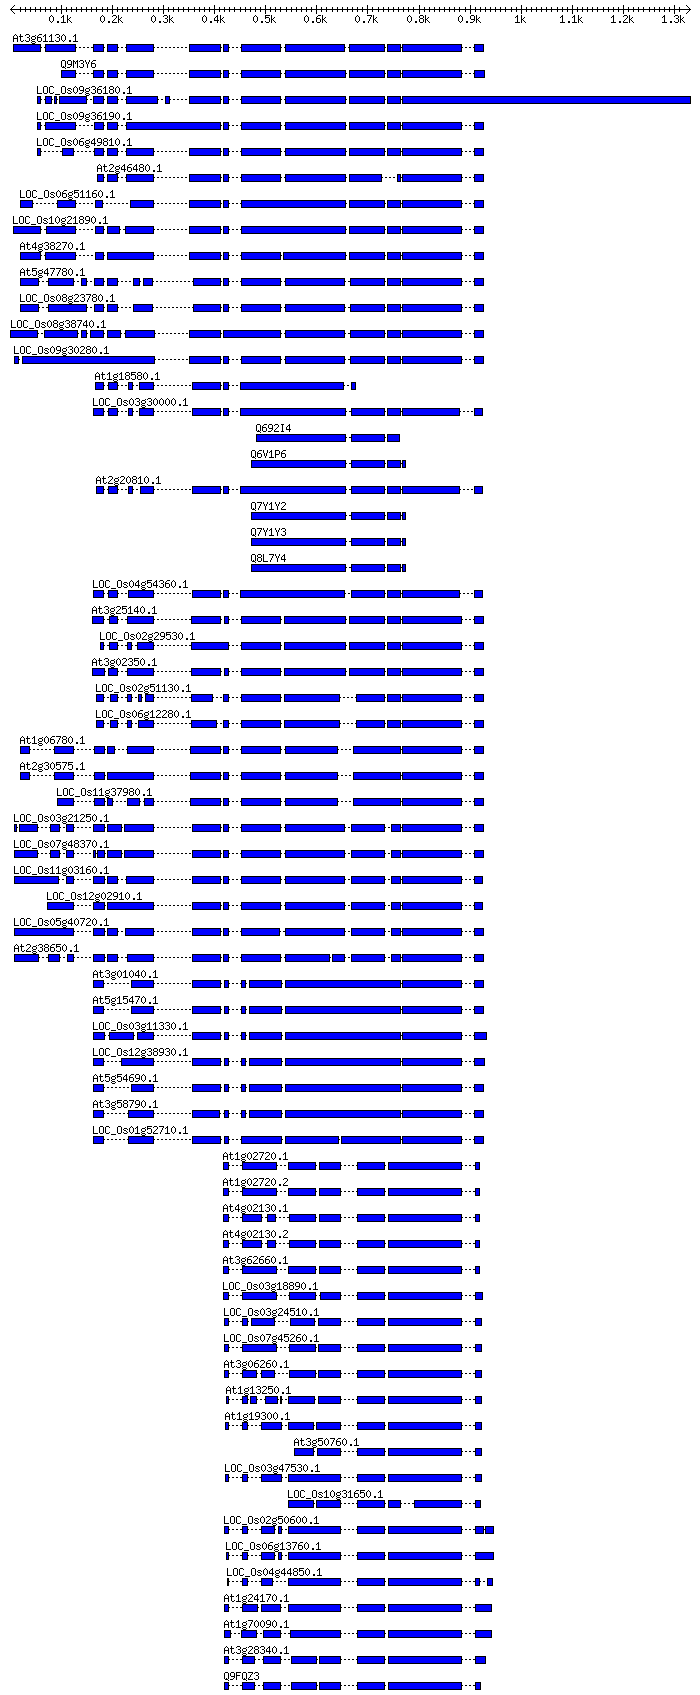 0.1k 0.2k 0.3k 0.4k 0.5k 0.6k 0.7k 0.8k 0.9k 1k 1.1k 1.2k 1.3k
At3g61130.1
Q9M3Y6
LOC_Os09g36180.1
LOC_Os09g36190.1
LOC_Os06g49810.1
At2g46480.1
LOC_Os06g51160.1
LOC_Os10g21890.1
At4g38270.1
At5g47780.1
LOC_Os08g23780.1
LOC_Os08g38740.1
LOC_Os09g30280.1
At1g18580.1
LOC_Os03g30000.1
Q692I4
Q6V1P6
At2g20810.1
Q7Y1Y2
Q7Y1Y3
Q8L7Y4
LOC_Os04g54360.1
At3g25140.1
LOC_Os02g29530.1
At3g02350.1
LOC_Os02g51130.1
LOC_Os06g12280.1
At1g06780.1
At2g30575.1
LOC_Os11g37980.1
LOC_Os03g21250.1
LOC_Os07g48370.1
LOC_Os11g03160.1
LOC_Os12g02910.1
LOC_Os05g40720.1
At2g38650.1
At3g01040.1
At5g15470.1
LOC_Os03g11330.1
LOC_Os12g38930.1
At5g54690.1
At3g58790.1
LOC_Os01g52710.1
At1g02720.1
At1g02720.2
At4g02130.1
At4g02130.2
At3g62660.1
LOC_Os03g18890.1
LOC_Os03g24510.1
LOC_Os07g45260.1
At3g06260.1
At1g13250.1
At1g19300.1
At3g50760.1
LOC_Os03g47530.1
LOC_Os10g31650.1
LOC_Os02g50600.1
LOC_Os06g13760.1
LOC_Os04g44850.1
At1g24170.1
At1g70090.1
At3g28340.1
Q9FQZ3